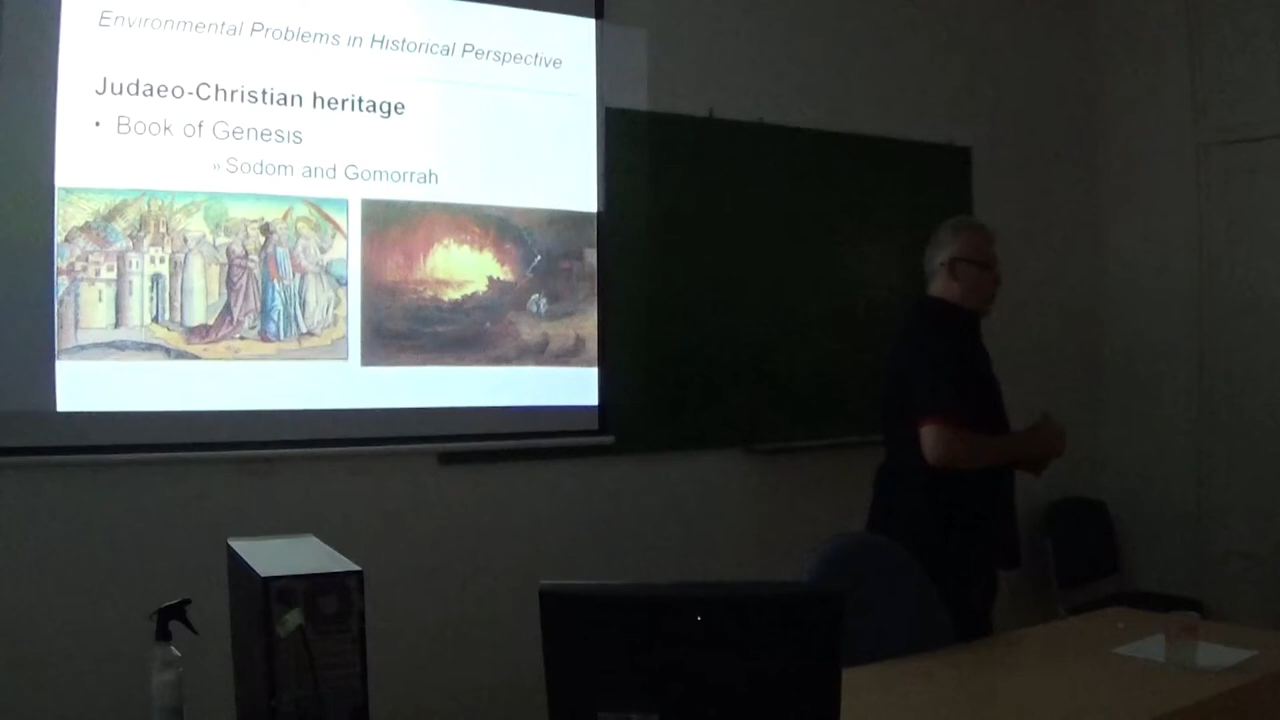 Environmental Problems in Historical Perspective
Judaeo-Christian heritage
• Book of Genesis
» Sodom and Gomorrah